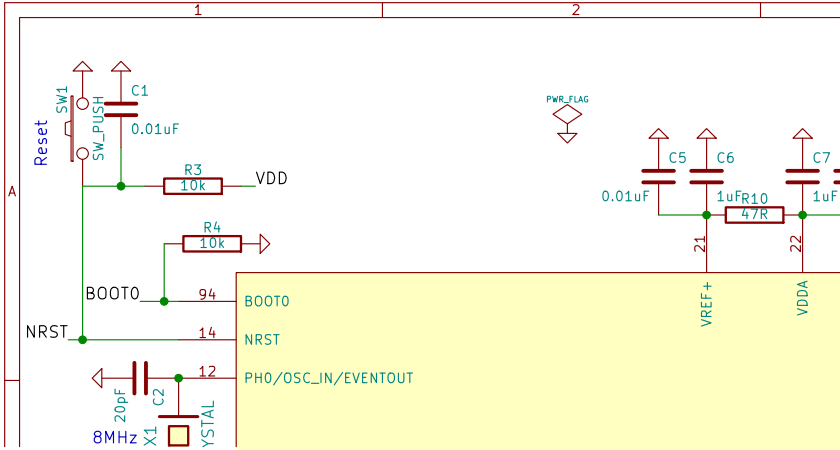 1
2
A
SW1
SW_PUSH
Reset
C1
0.01uF
R3
10k
VDD
PWR_FLAG
C5
0.01uF
C6
1uF
R10
47R
C7
1uF
21
22
VREF+
VDDA
R4
10k
BOOT0
94
BOOT0
NRST
14
NRST
12
PH0/OSC_IN/EVENTOUT
20pF
C2
8MHz
X1
YSTAL